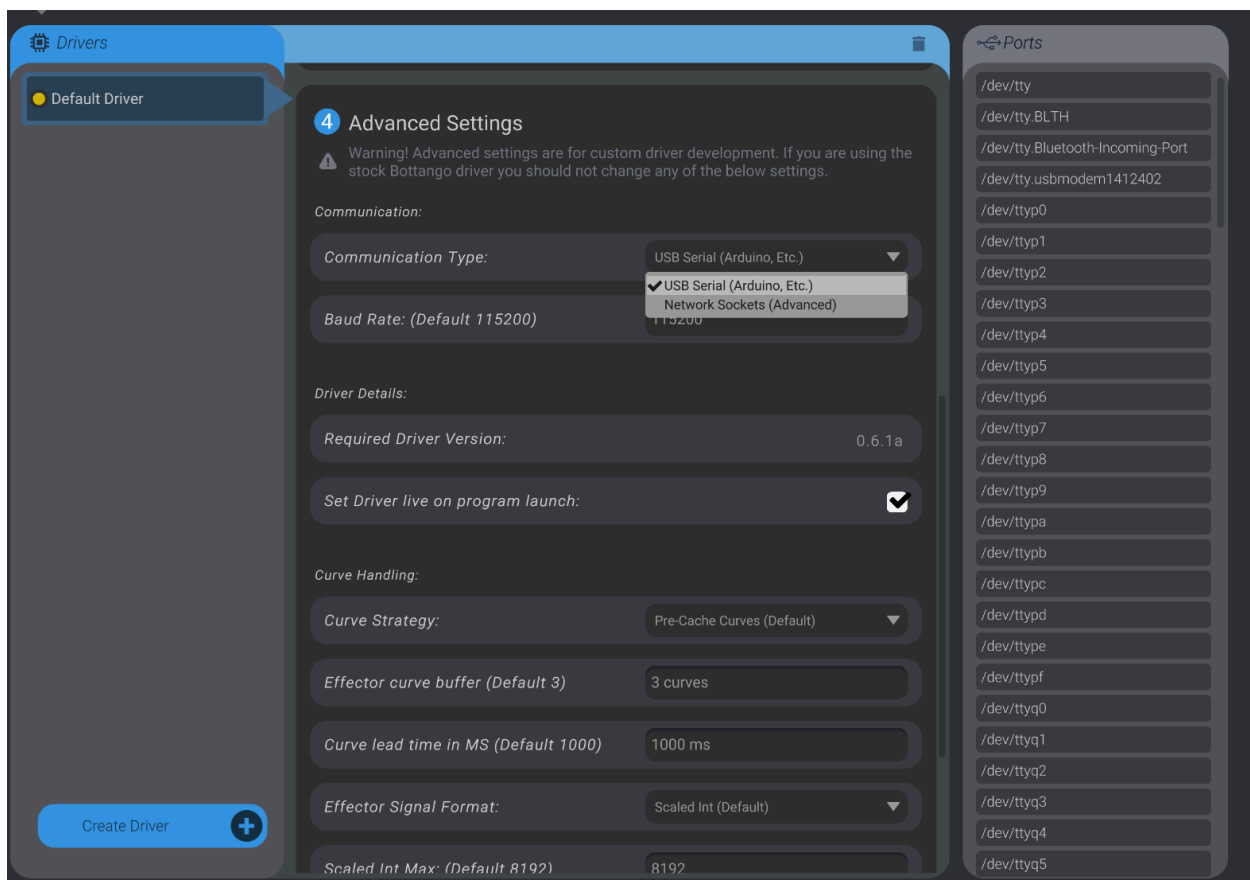 Drivers
Default Driver
Create Driver
4 Advanced Settings
Warning! Advanced settings are for custom driver development. If you are using the
stock Bottango driver you should not change any of the below settings.
Communication:
Communication Type: USB Serial (Arduino, Etc.)
USB Serial (Arduino, Etc.)
Network Sockets (Advanced)
Baud Rate: (Default 115200) 115200
Driver Details:
Required Driver Version: 0.6.1a
Set Driver live on program launch:
Curve Handling:
Curve Strategy: Pre-Cache Curves (Default)
Effector curve buffer (Default 3) 3 curves
Curve lead time in MS (Default 1000) 1000 ms
Effector Signal Format: Scaled Int (Default)
Scaled Int Max: (Default 8192) 8192
Ports
/dev/tty
/dev/tty.BLTH
/dev/tty.Bluetooth-Incoming-Port
/dev/tty.usbmodem1412402
/dev/ttyp0
/dev/ttyp1
/dev/ttyp2
/dev/ttyp3
/dev/ttyp4
/dev/ttyp5
/dev/ttyp6
/dev/ttyp7
/dev/ttyp8
/dev/ttyp9
/dev/ttypa
/dev/ttypb
/dev/ttypc
/dev/ttypd
/dev/ttype
/dev/ttypf
/dev/ttyq0
/dev/ttyq1
/dev/ttyq2
/dev/ttyq3
/dev/ttyq4
/dev/ttyq5